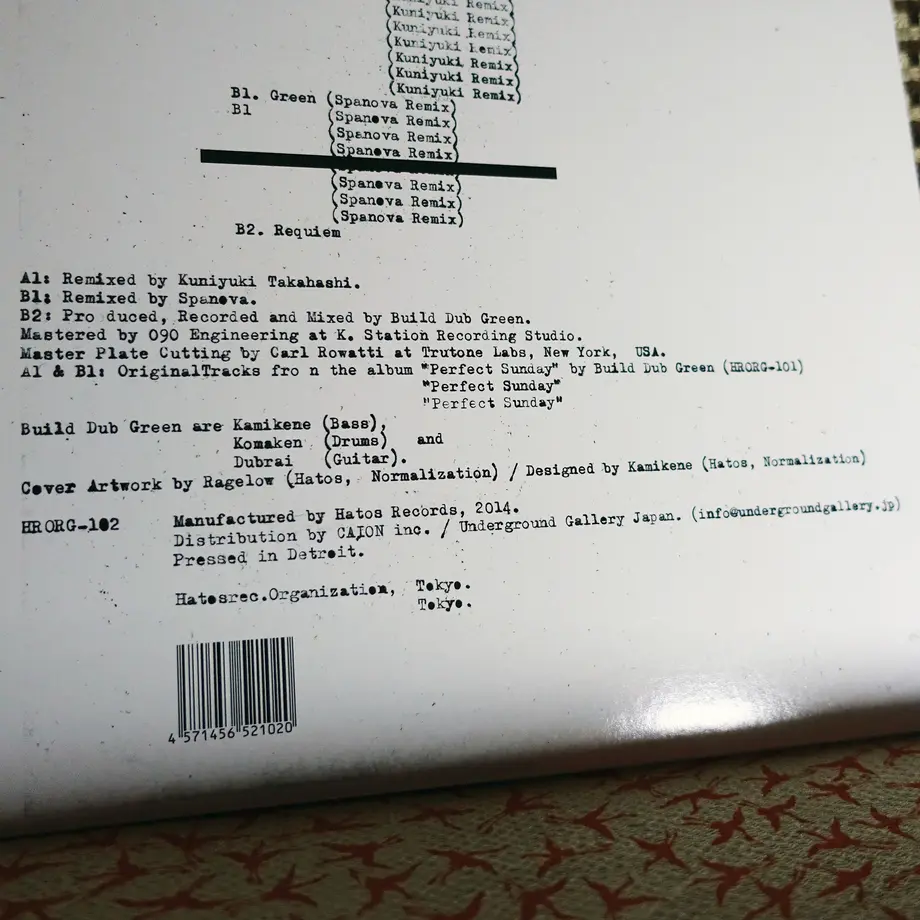 (Kuniyuki Remix)
(Kuniyuki Remix)
(Kuniyuki Remix)
(Kuniyuki Remix)
(Kuniyuki Remix)
(Kuniyuki Remix)
(Kuniyuki Remix)
B1. Green (Spanova Remix)
B1 (Spanova Remix)
(Spanova Remix)
(Spanova Remix)
(Spanova Remix)
(Spanova Remix)
(Spanova Remix)
(Spanova Remix)
B2. Requiem
A1: Remixed by Kuniyuki Takahashi.
B1: Remixed by Spanova.
B2: Pro duced, Recorded and Mixed by Build Dub Green.
Mastered by O90 Engineering at K. Station Recording Studio.
Master Plate Cutting by Carl Rowatti at Trutone Labs, New York, USA.
A1 & B1: OriginalTracks fro n the album "Perfect Sunday" by Build Dub Green (HRORG-101)
"Perfect Sunday"
"Perfect Sunday"
Build Dub Green are Kamikene (Bass),
Komaken (Drums) and
Dubrai (Guitar).
Cover Artwork by Ragelow (Hatos, Normalization) / Designed by Kamikene (Hatos, Normalization)
HRORG-102 Manufactured by Hatos Records, 2014.
Distribution by CAION inc. / Underground Gallery Japan. (info@undergroundgallery.jp)
Pressed in Detroit.
Hatosrec.Organization, Tokyo.
Tokyo.
4 571456 521020